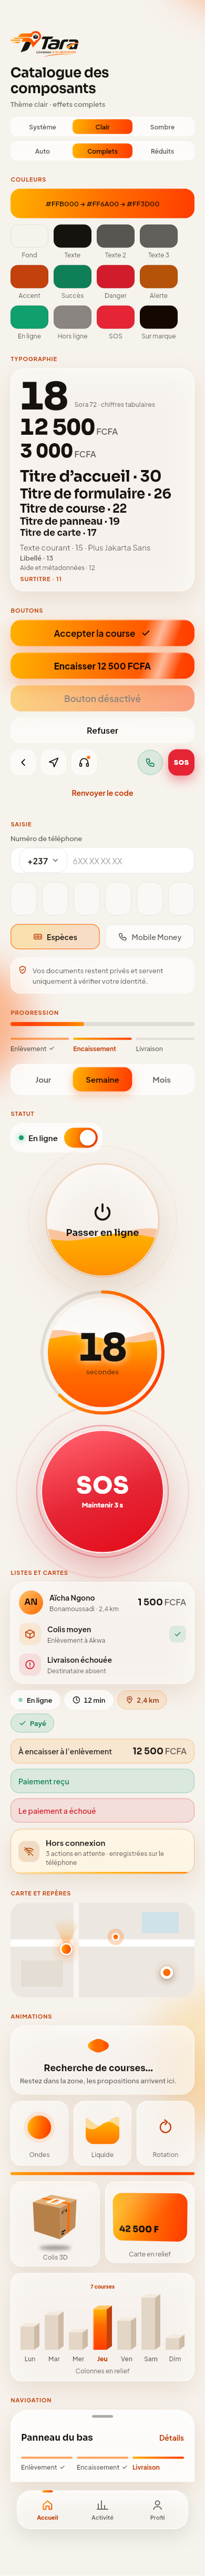 Tara
Catalogue des
composants
Thème clair · effets complets
Système Clair Sombre
Auto Complets Réduits
COULEURS
#FFB000 → #FF6A00 → #FF3D00
Fond Texte Texte 2 Texte 3
Accent Succès Danger Alerte
En ligne Hors ligne SOS Sur marque
TYPOGRAPHIE
18 Sora 72 · chiffres tabulaires
12 500 FCFA
3 000 FCFA
Titre d'accueil · 30
Titre de formulaire · 26
Titre de course · 22
Titre de panneau · 19
Titre de carte · 17
Texte courant · 15 · Plus Jakarta Sans
Libellé · 13
Aide et métadonnées · 12
SURTITRE · 11
BOUTONS
Accepter la course
Encaisser 12 500 FCFA
Bouton désactivé
Refuser
SOS
Renvoyer le code
SAISIE
Numéro de téléphone
+237 6XX XX XX XX
Espèces Mobile Money
Vos documents restent privés et servent
uniquement à vérifier votre identité.
PROGRESSION
Enlèvement Encaissement Livraison
Jour Semaine Mois
STATUT
En ligne
Passer en ligne
18
secondes
SOS
Maintenir 3 s
LISTES ET CARTES
AN Aïcha Ngono 1 500 FCFA
Bonamoussadi · 2,4 km
Colis moyen
Enlèvement à Akwa
Livraison échouée
Destinataire absent
En ligne 12 min 2,4 km
Payé
À encaisser à l'enlèvement 12 500 FCFA
Paiement reçu
Le paiement a échoué
Hors connexion
3 actions en attente · enregistrées sur le
téléphone
CARTE ET REPÈRES
ANIMATIONS
Recherche de courses…
Restez dans la zone, les propositions arrivent ici.
Ondes Liquide Rotation
42 500 F
Colis 3D Carte en relief
7 courses
Lun Mar Mer Jeu Ven Sam Dim
Colonnes en relief
NAVIGATION
Panneau du bas Détails
Enlèvement Encaissement Livraison
Accueil Activité Profil